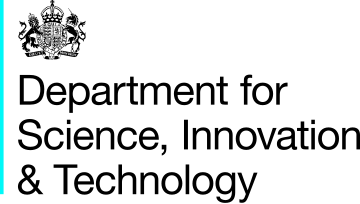 Department for
Science, Innovation
& Technology